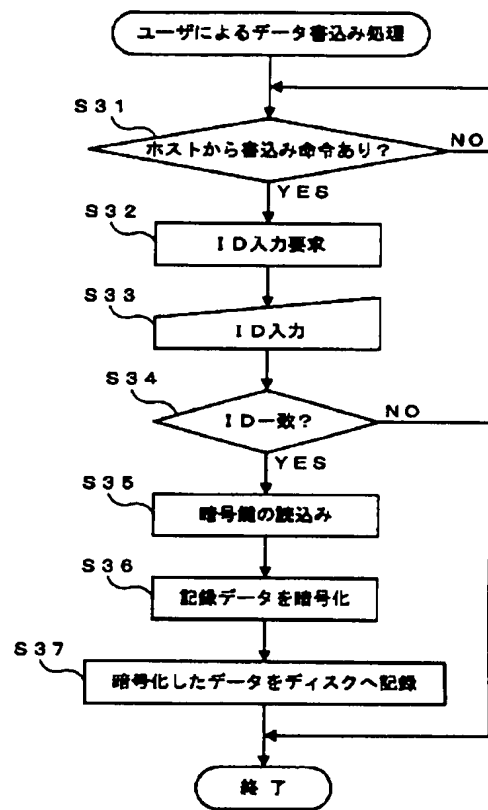 ユーザによるデータ書込み処理
S31
ホストから書込み命令あり?
NO
YES
S32
ID入力要求
S33
ID入力
S34
ID一致?
NO
YES
S35
暗号鍵の読込み
S36
記録データを暗号化
S37
暗号化したデータをディスクへ記録
終了